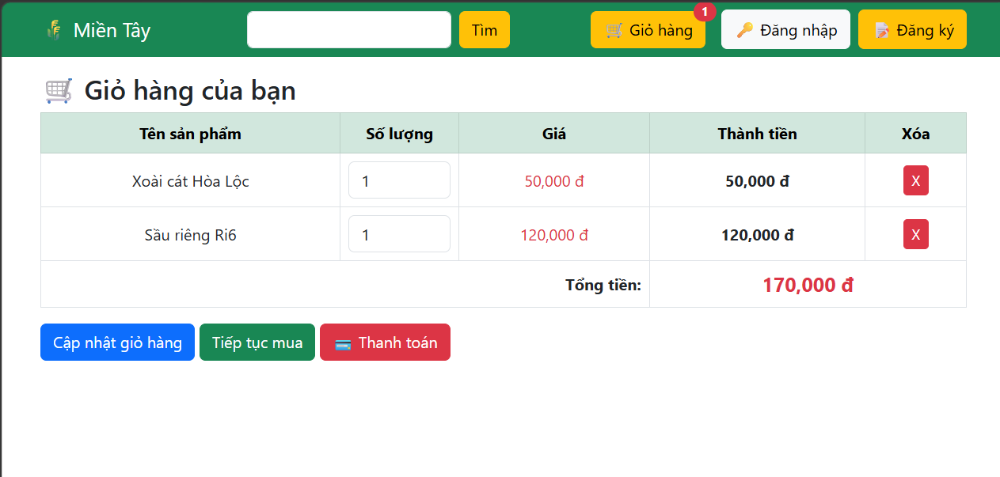 Miền Tây Tìm Giỏ hàng 1 Đăng nhập Đăng ký
Giỏ hàng của bạn
Tên sản phẩm Số lượng Giá Thành tiền Xóa
Xoài cát Hòa Lộc 1 50,000 đ 50,000 đ X
Sầu riêng Ri6 1 120,000 đ 120,000 đ X
Tổng tiền: 170,000 đ
Cập nhật giỏ hàng Tiếp tục mua Thanh toán